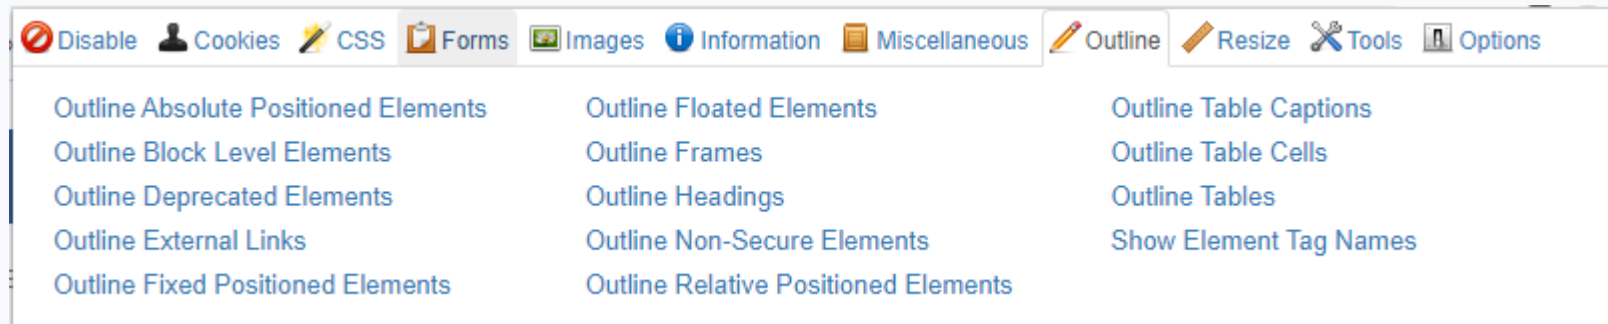 Disable Cookies CSS Forms Images Information Miscellaneous Outline Resize Tools Options
Outline Absolute Positioned Elements
Outline Block Level Elements
Outline Deprecated Elements
Outline External Links
Outline Fixed Positioned Elements
Outline Floated Elements
Outline Frames
Outline Headings
Outline Non-Secure Elements
Outline Relative Positioned Elements
Outline Table Captions
Outline Table Cells
Outline Tables
Show Element Tag Names